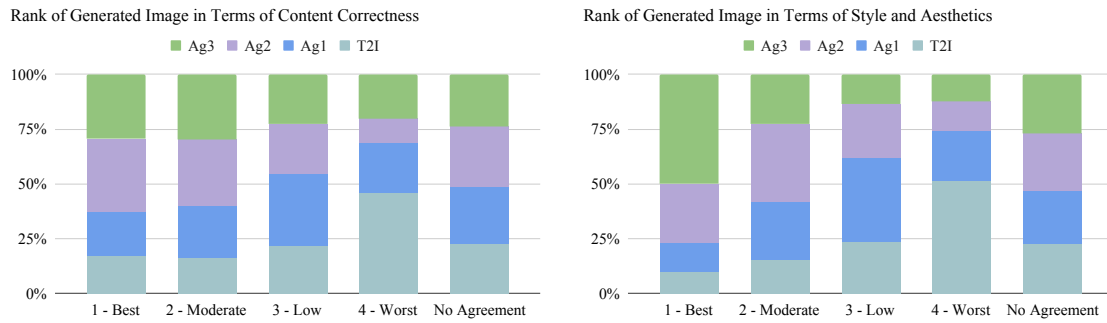 Rank of Generated Image in Terms of Content Correctness
Ag3 Ag2 Ag1 T2I
100%
75%
50%
25%
0%
1 - Best 2 - Moderate 3 - Low 4 - Worst No Agreement
Rank of Generated Image in Terms of Style and Aesthetics
Ag3 Ag2 Ag1 T2I
100%
75%
50%
25%
0%
1 - Best 2 - Moderate 3 - Low 4 - Worst No Agreement